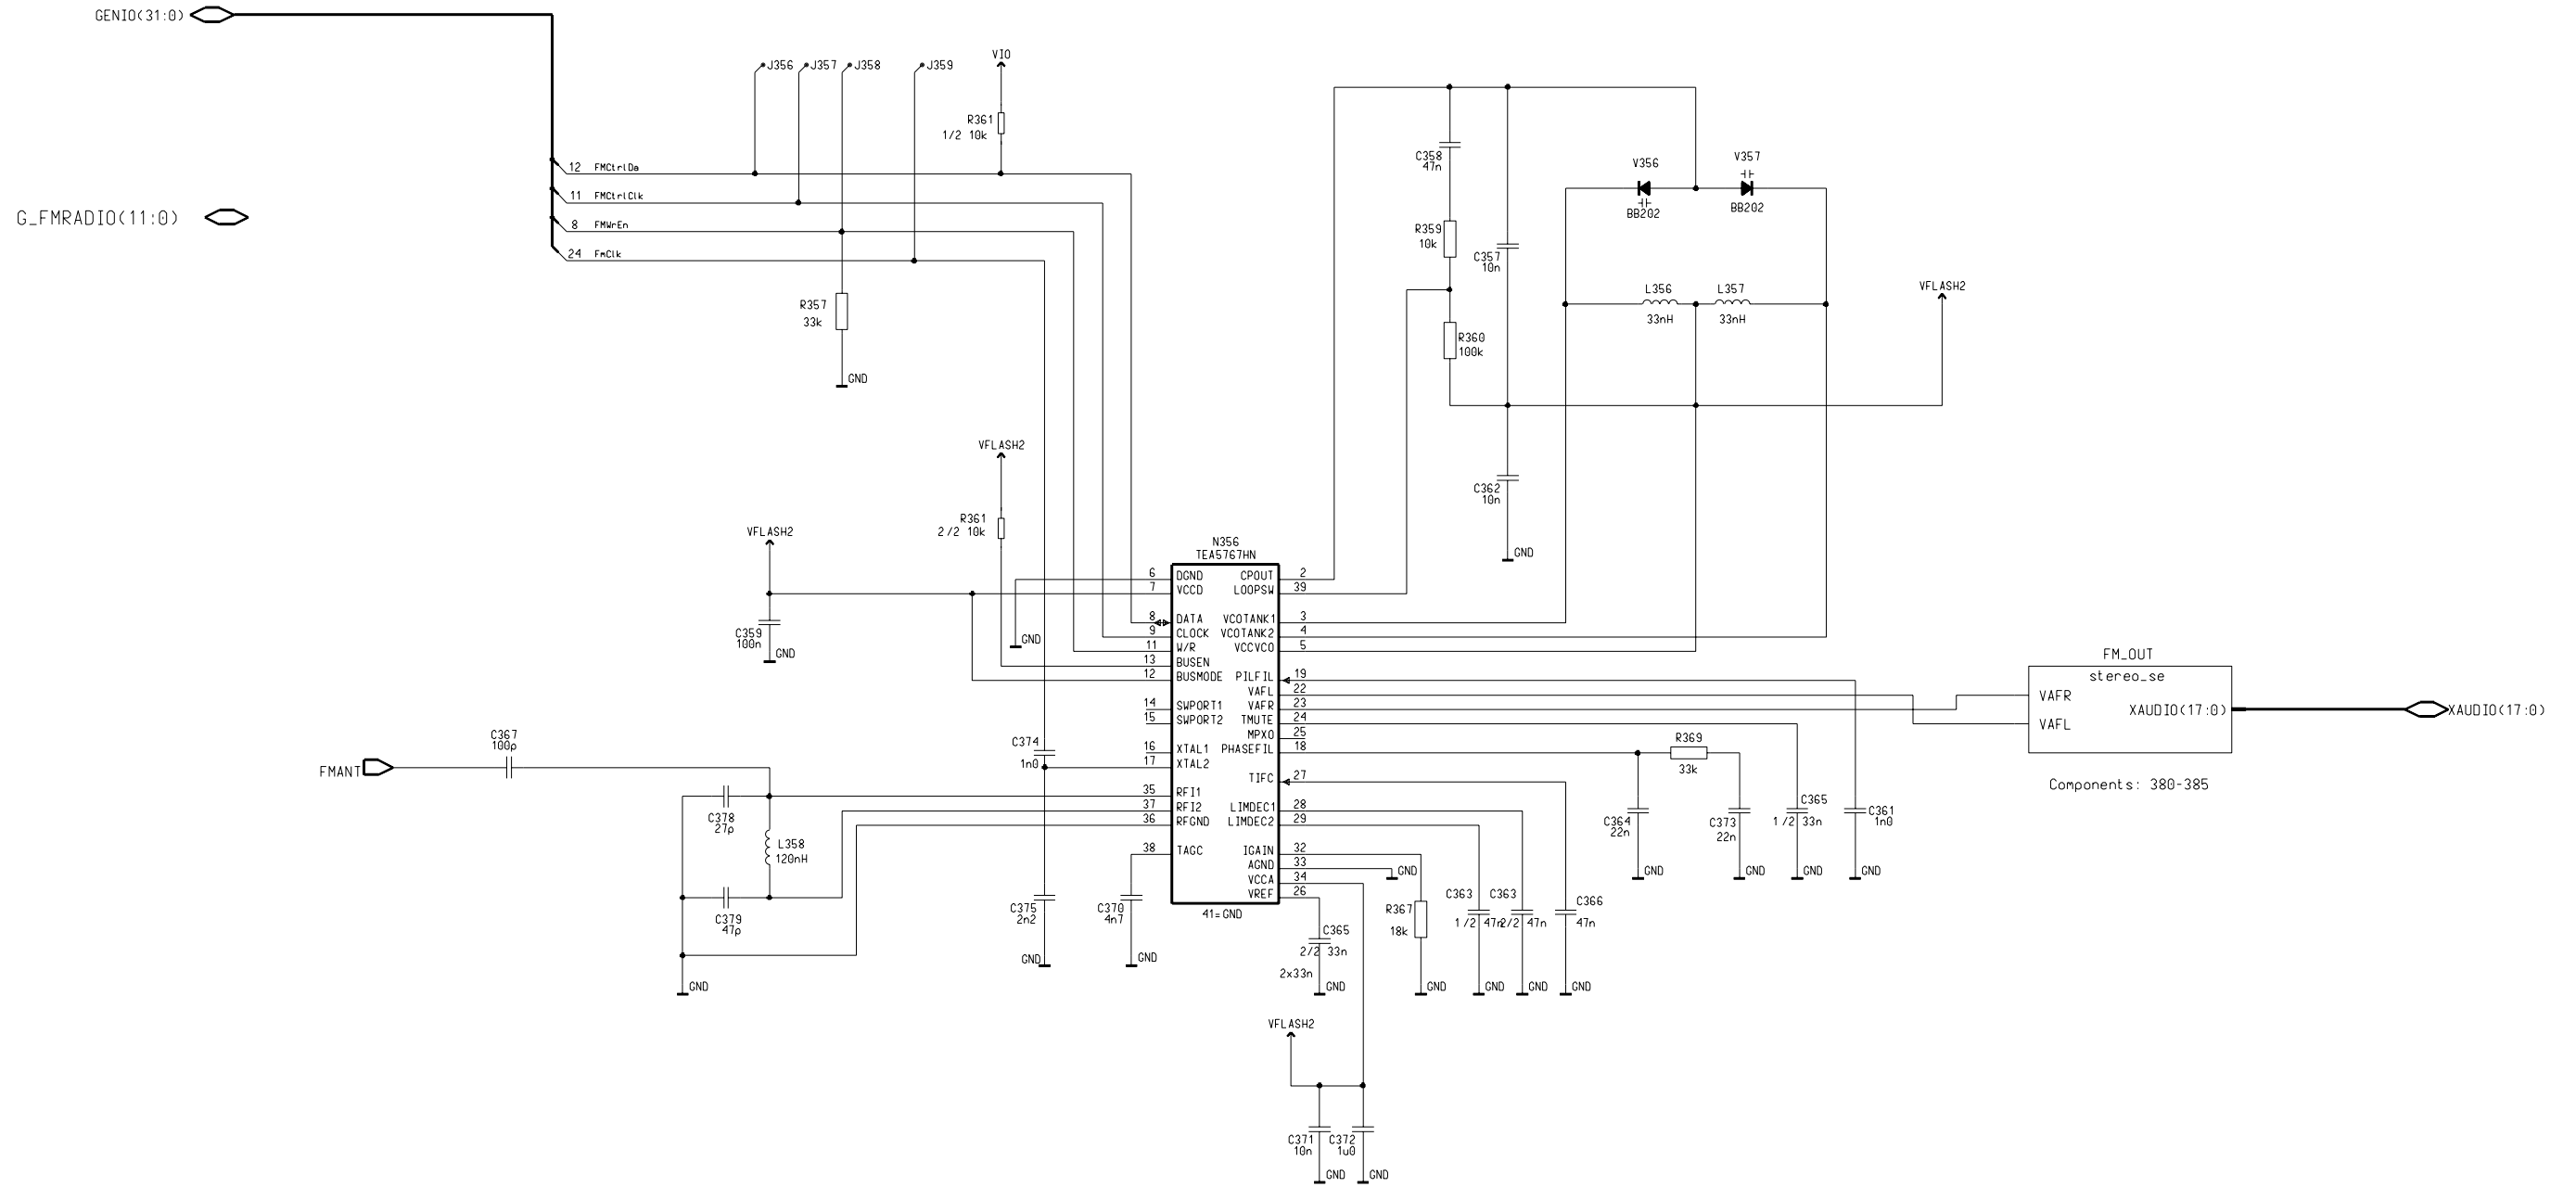 GENIO(31:0)
G_FMRADIO(11:0)
J356
J357
J358
J359
VIO
R361
1/2 10k
12 FMCtrlDa
11 FMCtrlClk
8 FMWrEn
24 FmClk
R357
33k
GND
C358
47n
R359
10k
C357
10n
R360
100k
V356
BB202
V357
BB202
L356
33nH
L357
33nH
VFLASH2
C362
10n
GND
VFLASH2
R361
2/2 10k
VFLASH2
C359
100n
GND
GND
N356
TEA5767HN
6 DGND
7 VCCD
8 DATA
9 CLOCK
11 W/R
13 BUSEN
12 BUSMODE
14 SWPORT1
15 SWPORT2
16 XTAL1
17 XTAL2
35 RFI1
37 RFI2
36 RFGND
38 TAGC
CPOUT 2
LOOPSW 39
VCOTANK1 3
VCOTANK2 4
VCCVCO 5
PILFIL 19
VAFL 22
VAFR 23
TMUTE 24
MPXO 25
PHASEFIL 18
TIFC 27
LIMDEC1 28
LIMDEC2 29
IGAIN 32
AGND 33
VCCA 34
VREF 26
41=GND
FMANT
C367
100p
C378
27p
L358
120nH
C379
47p
GND
C374
1n0
C375
2n2
GND
C370
4n7
GND
GND
C365
2/2 33n
2x33n
GND
R367
18k
GND
C363
1/2 47n
GND
C363
2/2 47n
GND
C366
47n
GND
R369
33k
C364
22n
GND
C373
22n
GND
C365
1/2 33n
GND
C361
1n0
GND
FM_OUT
stereo_se
VAFR
VAFL
XAUDIO(17:0)
XAUDIO(17:0)
Components: 380-385
VFLASH2
C371
10n
GND
C372
1u0
GND